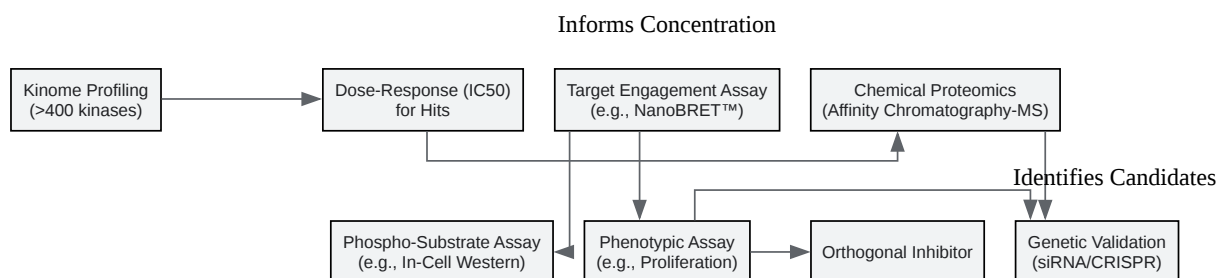 Informs Concentration
Kinome Profiling
(>400 kinases)
Dose-Response (IC50)
for Hits
Target Engagement Assay
(e.g., NanoBRET™)
Chemical Proteomics
(Affinity Chromatography-MS)
Identifies Candidates
Phospho-Substrate Assay
(e.g., In-Cell Western)
Phenotypic Assay
(e.g., Proliferation)
Orthogonal Inhibitor
Genetic Validation
(siRNA/CRISPR)